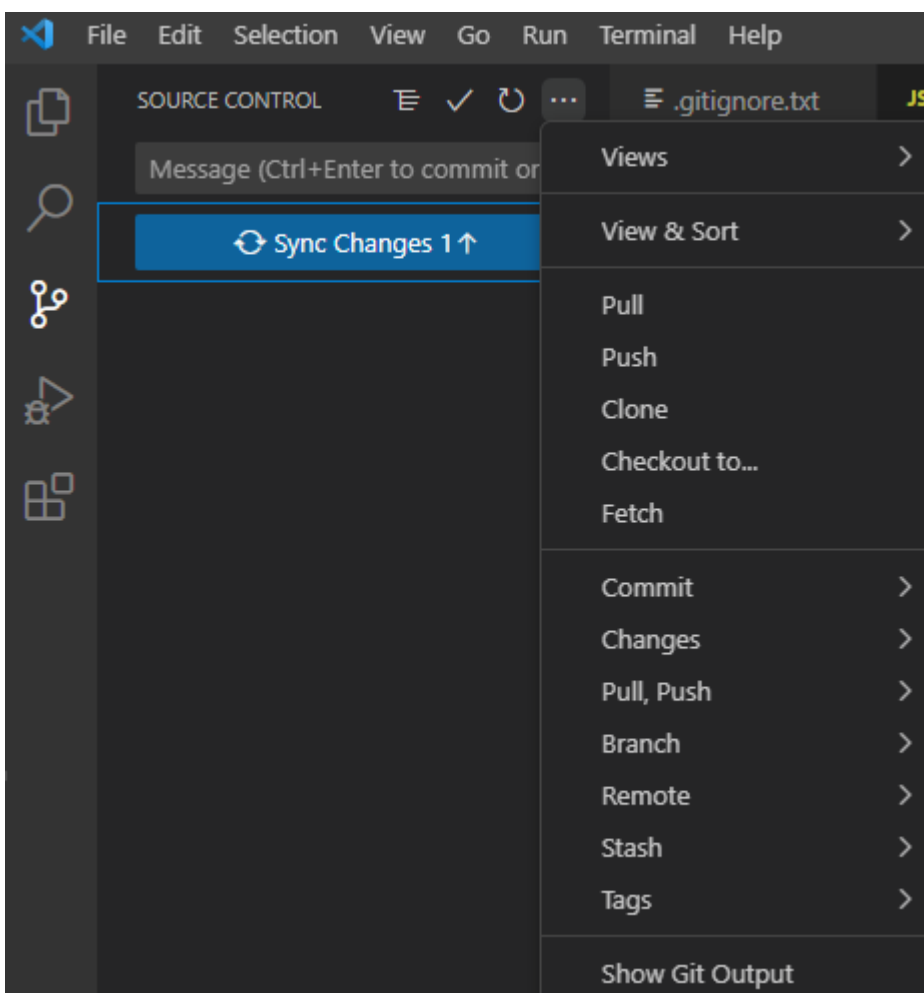 File Edit Selection View Go Run Terminal Help
SOURCE CONTROL
.gitignore.txt
JS
Message (Ctrl+Enter to commit or
Sync Changes 1↑
Views
View & Sort
Pull
Push
Clone
Checkout to...
Fetch
Commit
Changes
Pull, Push
Branch
Remote
Stash
Tags
Show Git Output